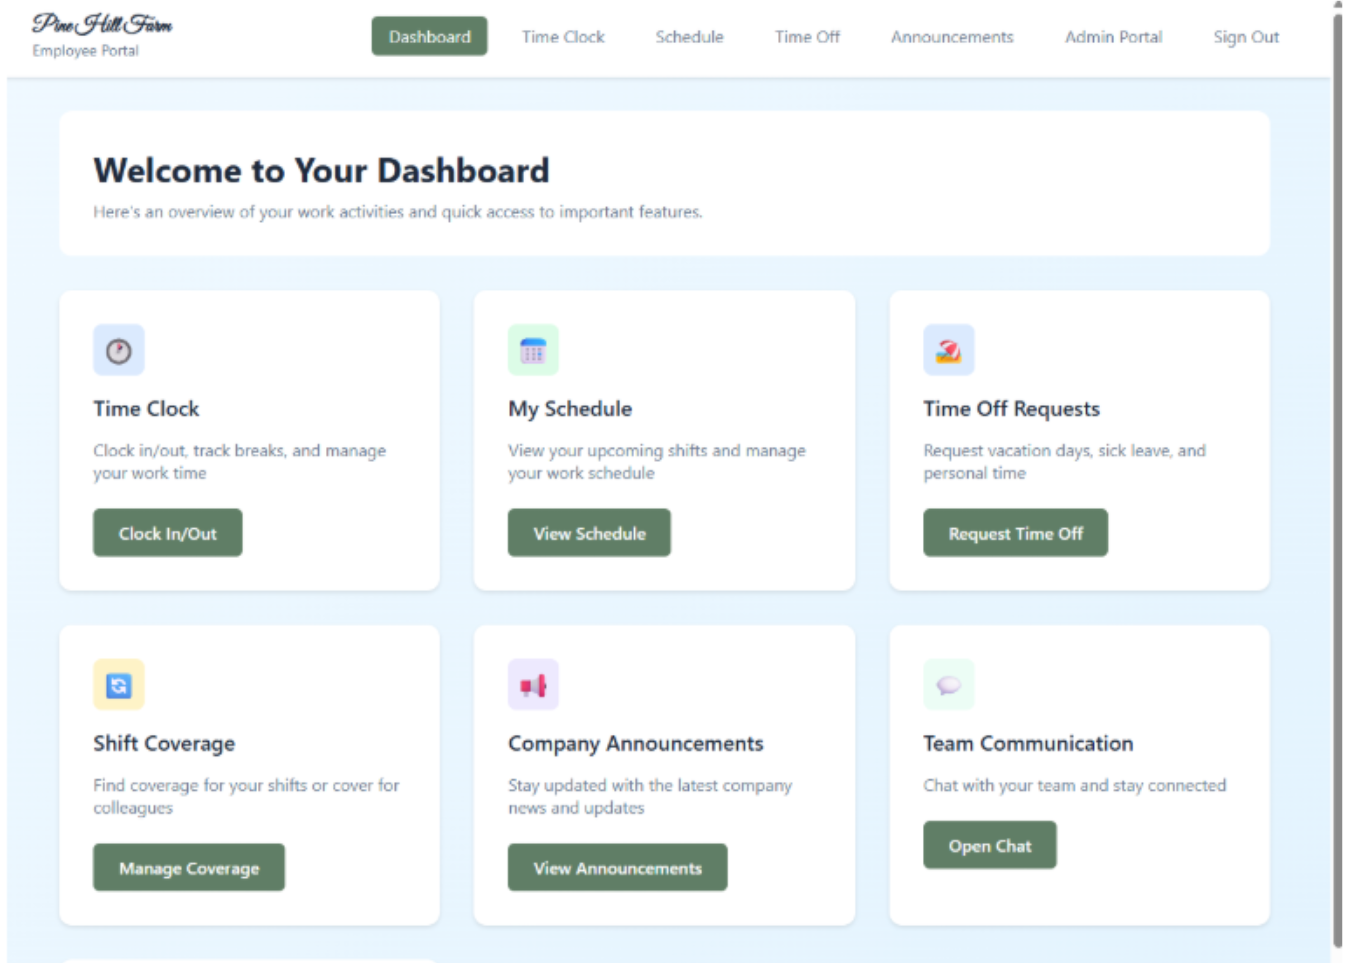 Pine Hill Farm
Employee Portal
Dashboard
Time Clock
Schedule
Time Off
Announcements
Admin Portal
Sign Out
Welcome to Your Dashboard
Here's an overview of your work activities and quick access to important features.
Time Clock
Clock in/out, track breaks, and manage
your work time
Clock In/Out
My Schedule
View your upcoming shifts and manage
your work schedule
View Schedule
Time Off Requests
Request vacation days, sick leave, and
personal time
Request Time Off
Shift Coverage
Find coverage for your shifts or cover for
colleagues
Manage Coverage
Company Announcements
Stay updated with the latest company
news and updates
View Announcements
Team Communication
Chat with your team and stay connected
Open Chat